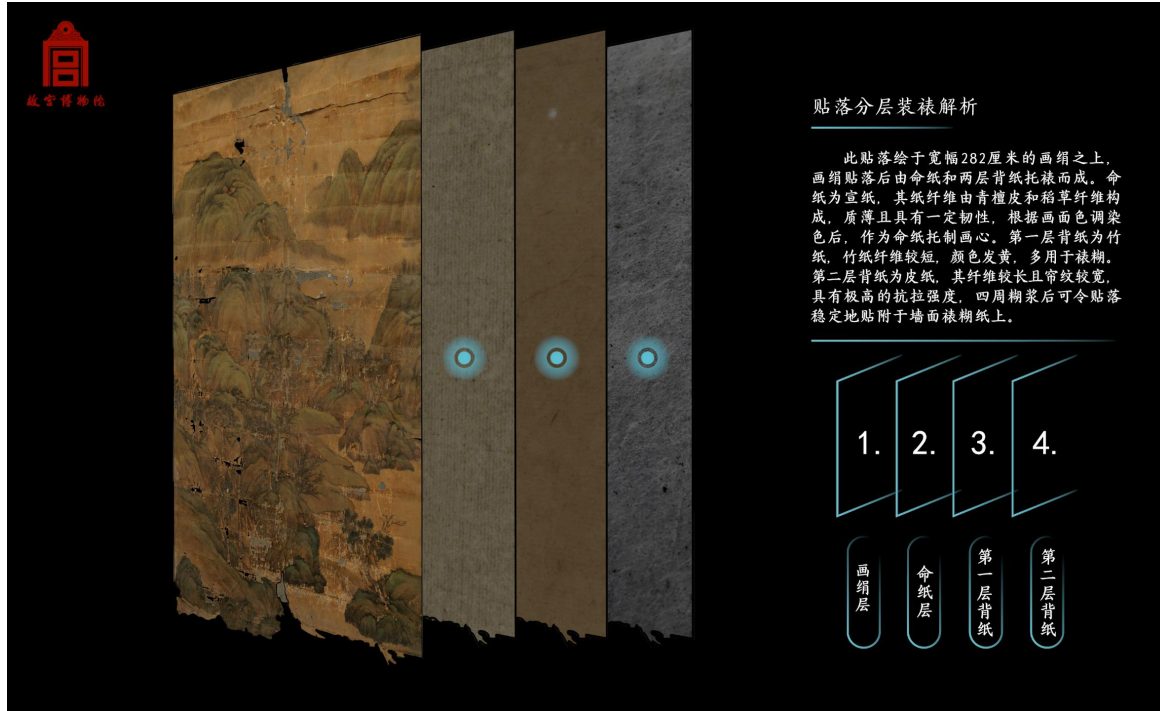 故宫博物院
贴落分层装裱解析
此贴落绘于宽幅282厘米的画绢之上，
画绢贴落后由命纸和两层背纸托裱而成。命
纸为宣纸，其纸纤维由青檀皮和稻草纤维构
成，质薄且具有一定韧性，根据画面色调染
色后，作为命纸托制画心。第一层背纸为竹
纸，竹纸纤维较短，颜色发黄，多用于裱糊。
第二层背纸为皮纸，其纤维较长且帘纹较宽，
具有极高的抗拉强度，四周糊浆后可令贴落
稳定地贴附于墙面裱糊纸上。
1. 2. 3. 4.
画绢层
命纸层
第一层背纸
第二层背纸